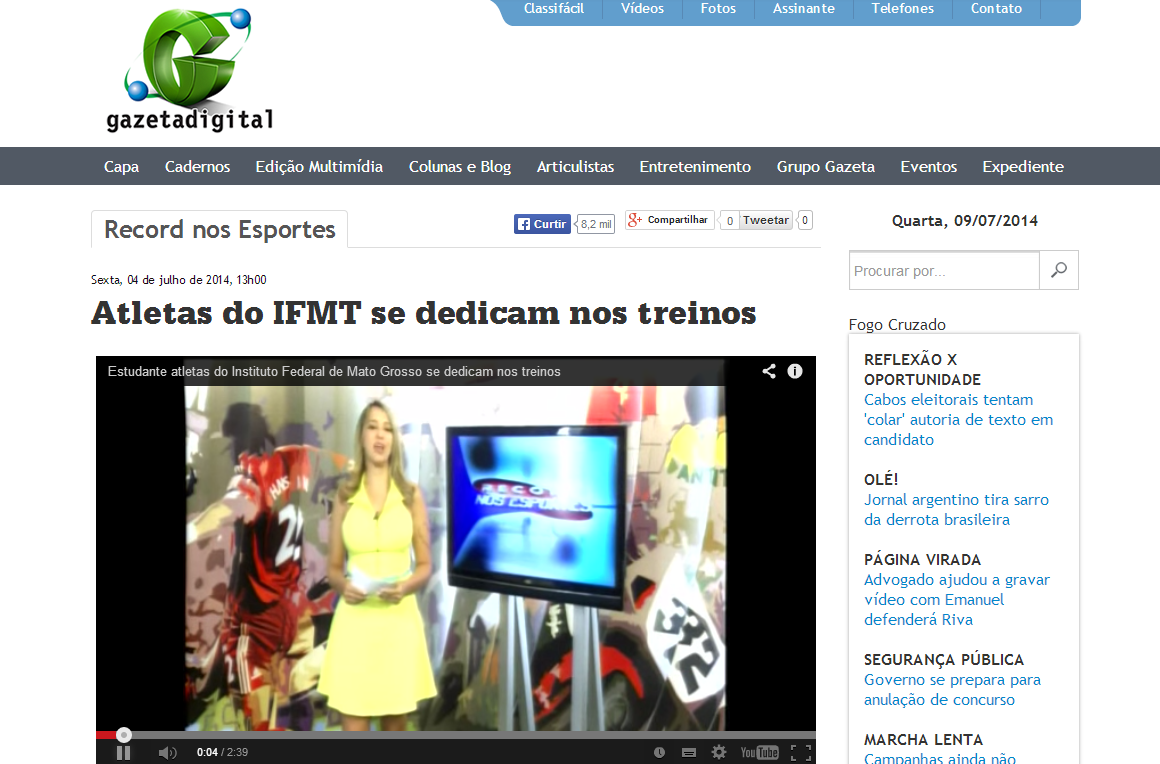 Classifácil Vídeos Fotos Assinante Telefones Contato
gazetadigital
Capa Cadernos Edição Multimídia Colunas e Blog Articulistas Entretenimento Grupo Gazeta Eventos Expediente
Record nos Esportes
Curtir 8,2 mil
g+ Compartilhar 0
Tweetar 0
Sexta, 04 de julho de 2014, 13h00
Atletas do IFMT se dedicam nos treinos
Estudante atletas do Instituto Federal de Mato Grosso se dedicam nos treinos
RECORD
NOS ESPORTES
22
332
0:04 / 2:39
YouTube
Quarta, 09/07/2014
Procurar por...
Fogo Cruzado
REFLEXÃO X
OPORTUNIDADE
Cabos eleitorais tentam
'colar' autoria de texto em
candidato
OLÉ!
Jornal argentino tira sarro
da derrota brasileira
PÁGINA VIRADA
Advogado ajudou a gravar
vídeo com Emanuel
defenderá Riva
SEGURANÇA PÚBLICA
Governo se prepara para
anulação de concurso
MARCHA LENTA
Campanhas ainda não